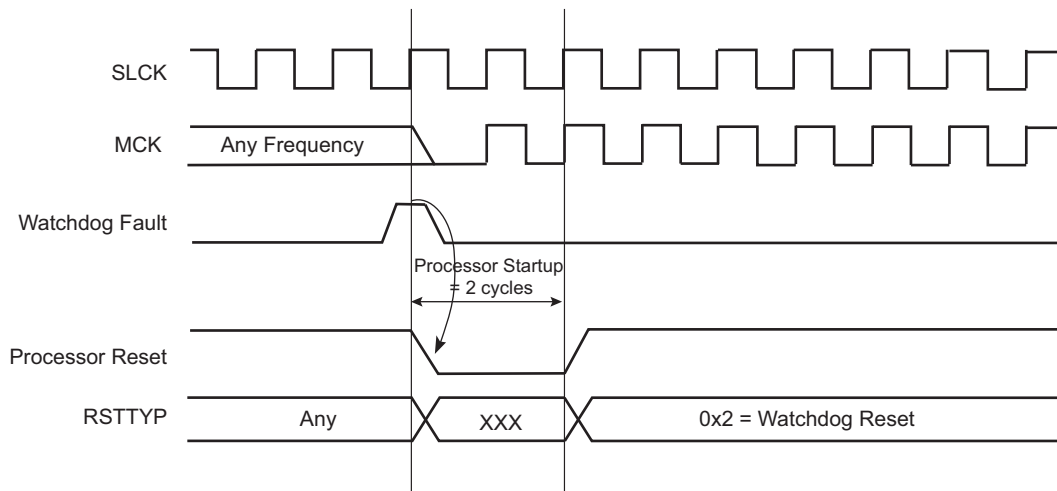 SLCK
MCK
Any Frequency
Watchdog Fault
Processor Startup
= 2 cycles
Processor Reset
RSTTYP
Any
XXX
0x2 = Watchdog Reset